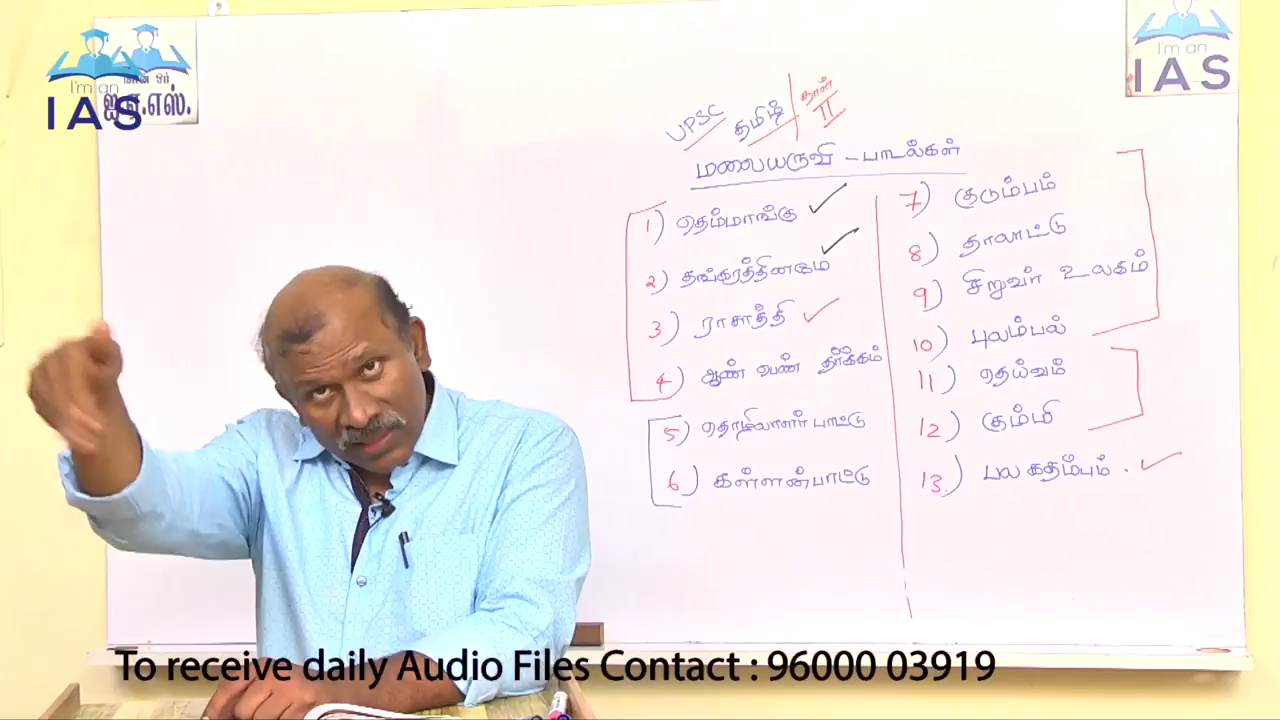 I'm an
IAS
நான் ஓர்
ஐ.ஏ.எஸ்.
I'm an
IAS
UPSC தமிழ் / தாள் II
மலையருவி - பாடல்கள்
1) தெம்மாங்கு
2) தங்கரத்தினமே
3) ராசாத்தி
4) ஆண் பெண் தர்க்கம்
5) தொழிலாளர் பாட்டு
6) கள்ளன்பாட்டு
7) குடும்பம்
8) தாலாட்டு
9) சிறுவர் உலகம்
10) புலம்பல்
11) தெய்வம்
12) கும்மி
13) பல கதம்பம்.
To receive daily Audio Files Contact : 96000 03919